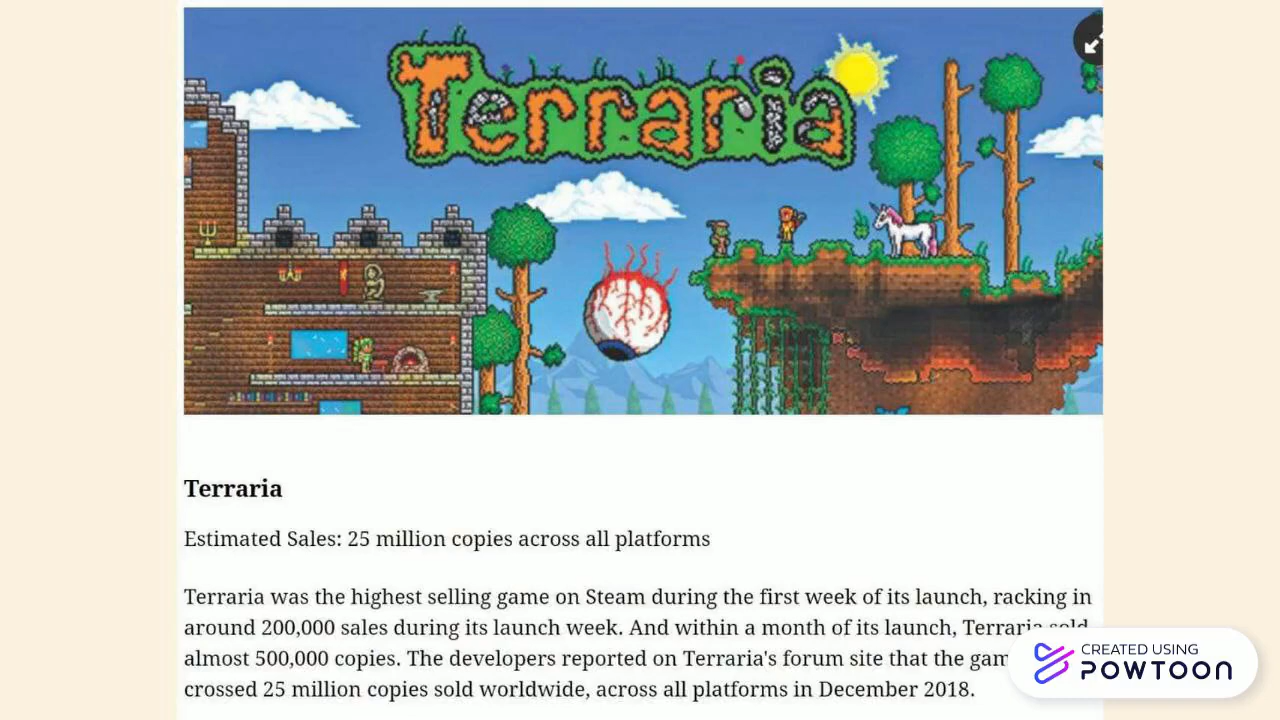 Terraria
Terraria
Estimated Sales: 25 million copies across all platforms
Terraria was the highest selling game on Steam during the first week of its launch, racking in
around 200,000 sales during its launch week. And within a month of its launch, Terraria sold
almost 500,000 copies. The developers reported on Terraria's forum site that the
crossed 25 million copies sold worldwide, across all platforms in December 2018.
CREATED USING
POWTOON